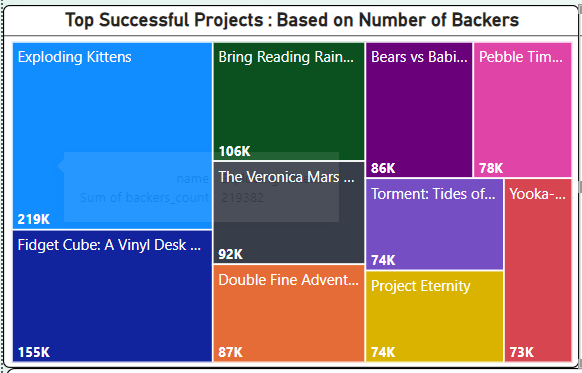 Top Successful Projects : Based on Number of Backers
Exploding Kittens
219K
Fidget Cube: A Vinyl Desk ...
155K
Bring Reading Rain...
106K
The Veronica Mars ...
92K
Double Fine Advent...
87K
Bears vs Babi...
86K
Pebble Tim...
78K
Torment: Tides of...
74K
Project Eternity
74K
Yooka-...
73K
name
Sum of backers_count 219382